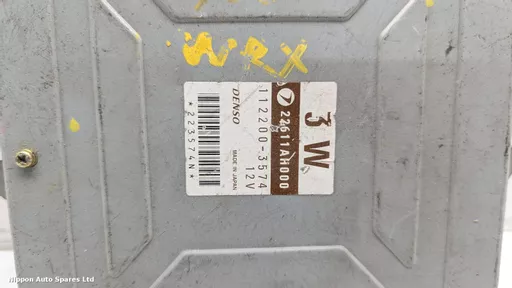 WRX
3W
22611AH000
112200-3574
DENSO
12V
MADE IN JAPAN
*223574N*
Nippon Auto Spares Ltd